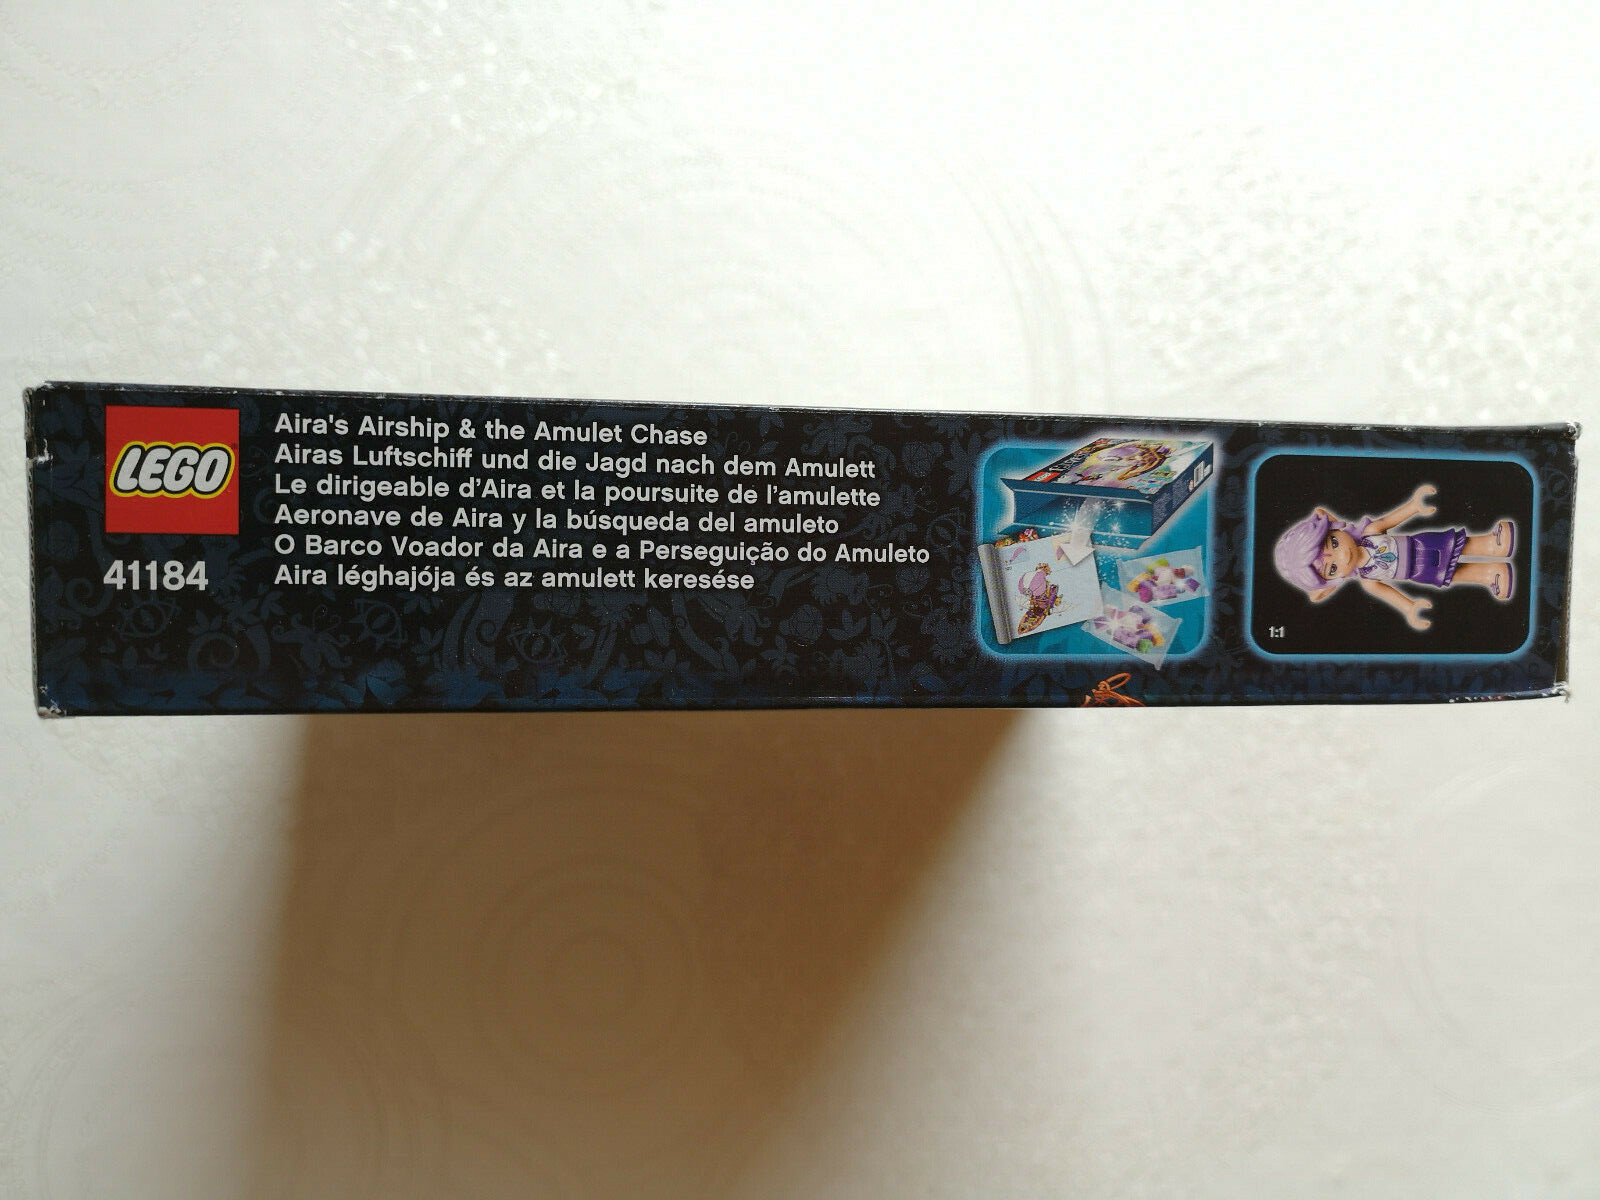 LEGO
41184
Aira's Airship & the Amulet Chase
Airas Luftschiff und die Jagd nach dem Amulett
Le dirigeable d'Aira et la poursuite de l'amulette
Aeronave de Aira y la búsqueda del amuleto
O Barco Voador da Aira e a Perseguição do Amuleto
Aira léghajója és az amulett keresése
1:1